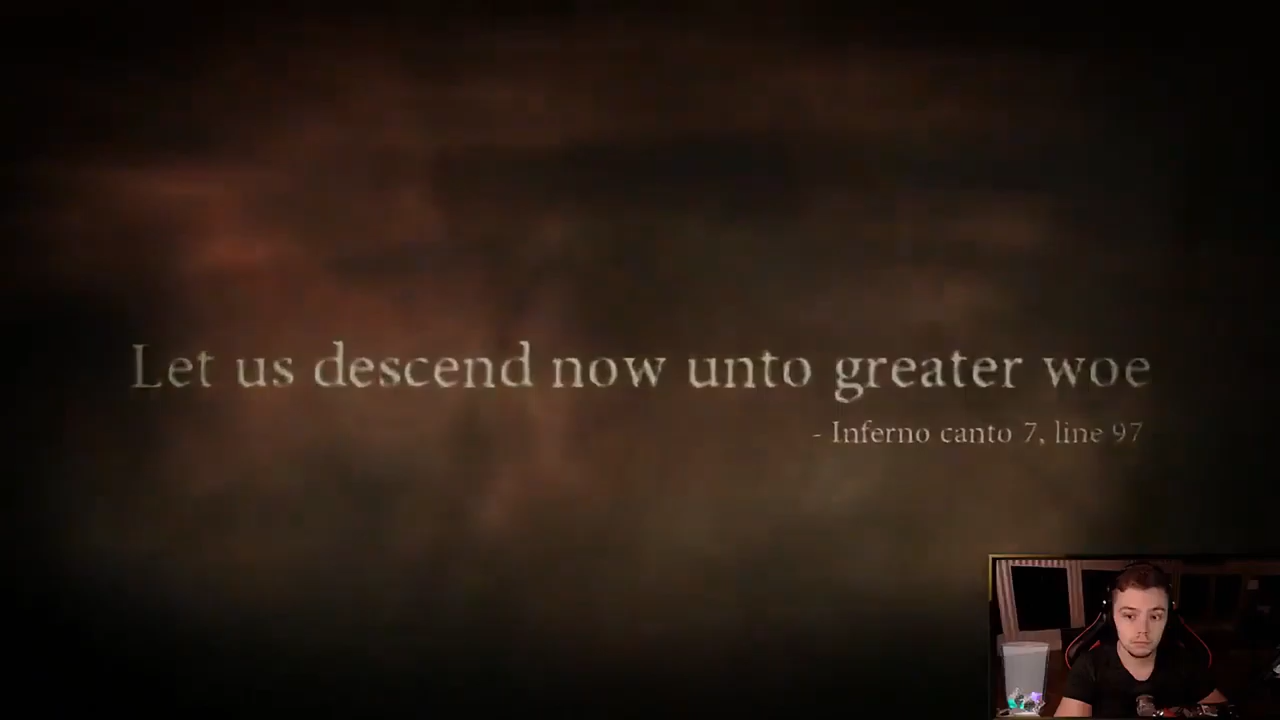 Let us descend now unto greater woe
- Inferno canto 7, line 97